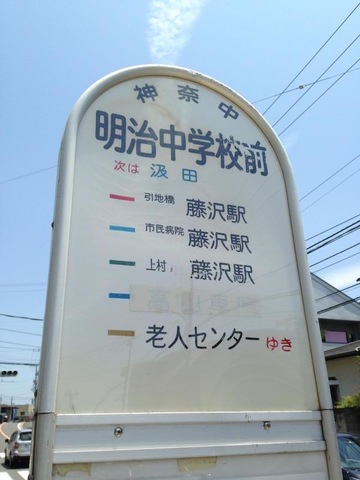 神奈中
明治中学校前
次は 汲田
引地橋 藤沢駅
市民病院 藤沢駅
上村 藤沢駅
老人センターゆき